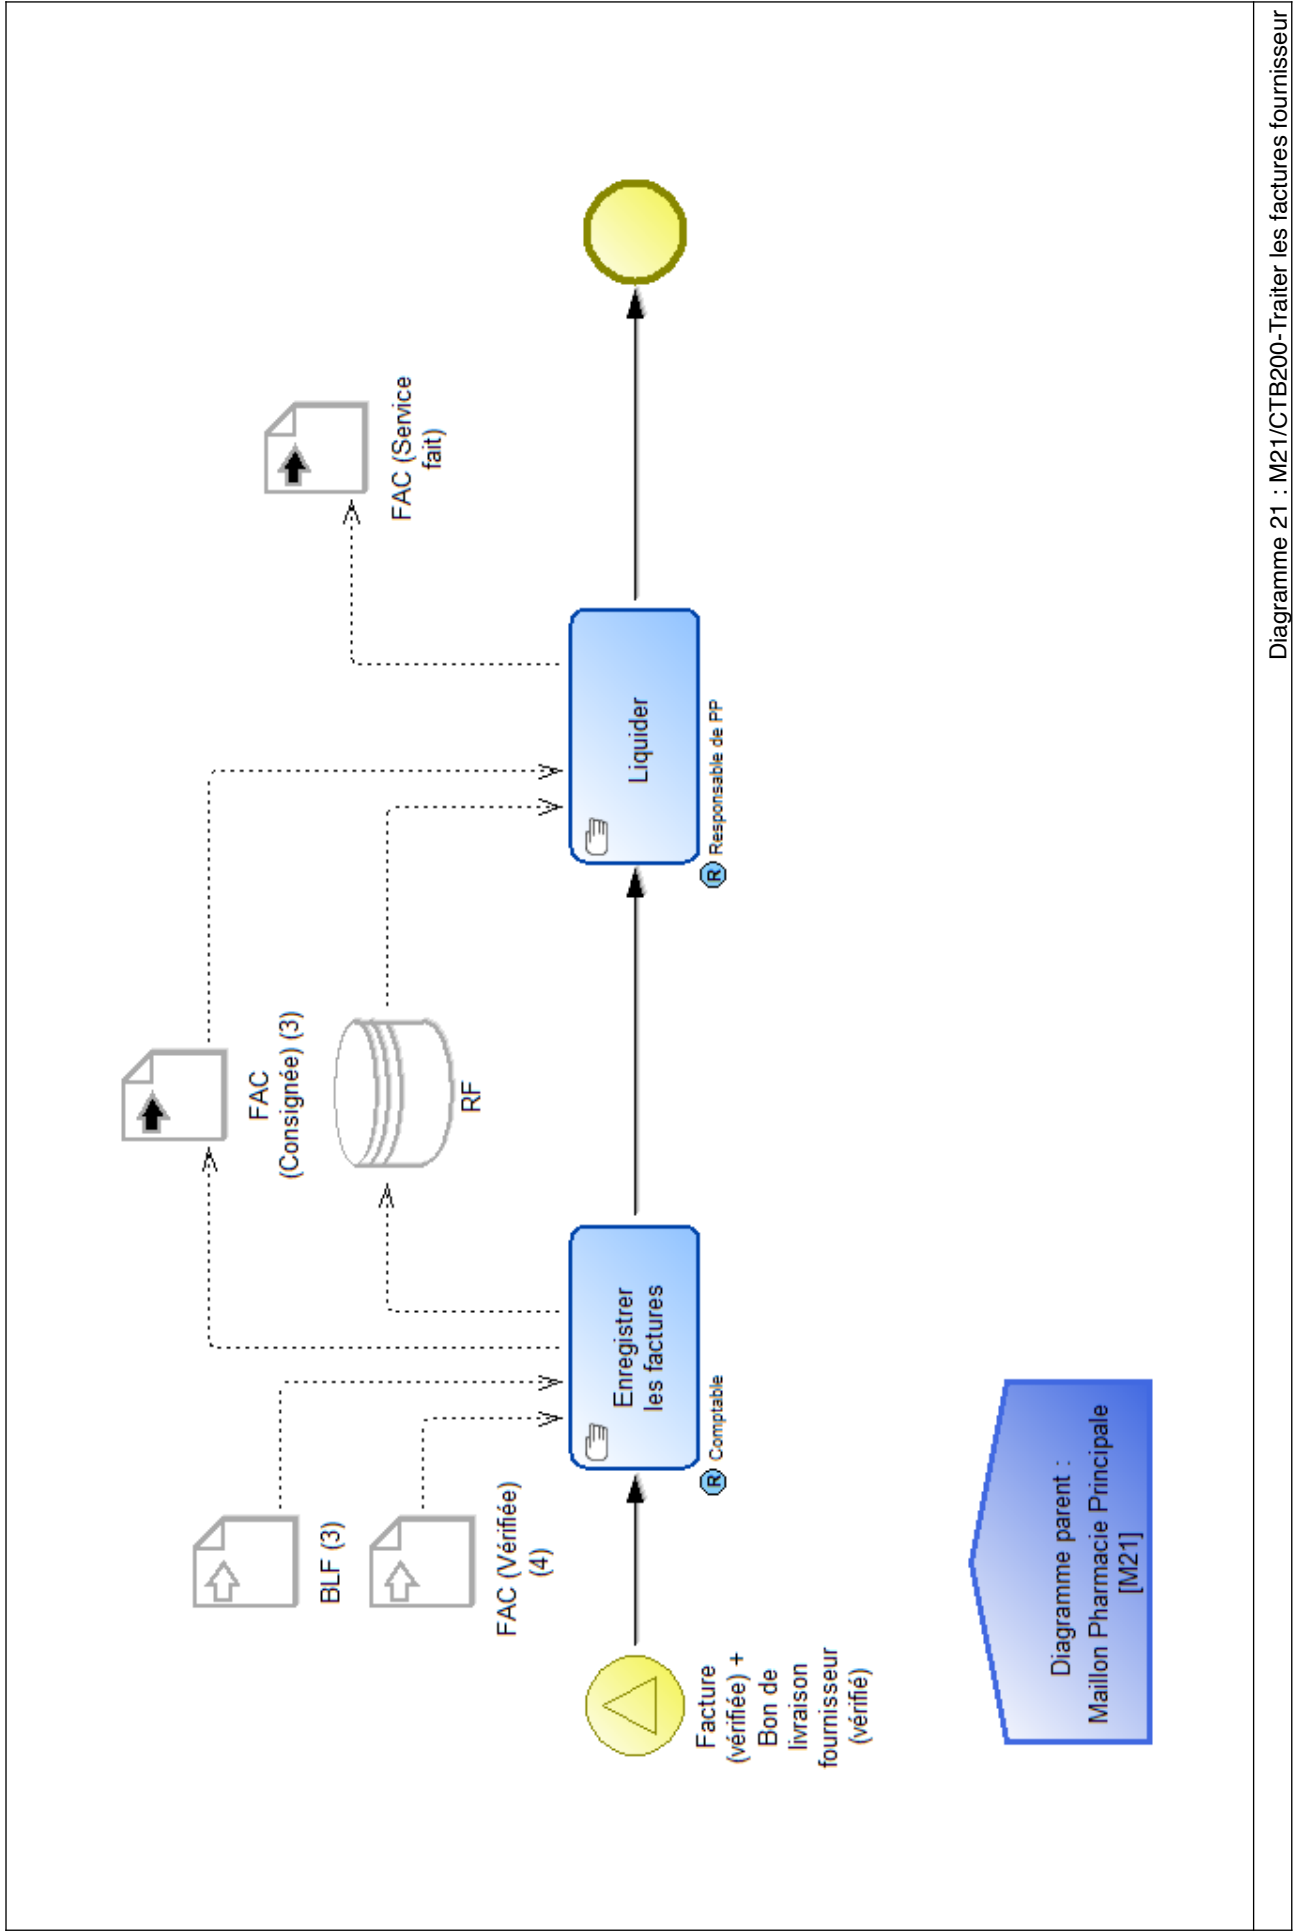 FAC (Service
fait)
FAC
(Consignée) (3)
RF
BLF (3)
FAC (Vérifiée)
(4)
Facture
(vérifiée) +
Bon de
livraison
fournisseur
(vérifié)
Enregistrer
les factures
R Comptable
Liquider
R Responsable de PP
Diagramme parent :
Maillon Pharmacie Principale
[M21]
Diagramme 21 : M21/CTB200-Traiter les factures fournisseur